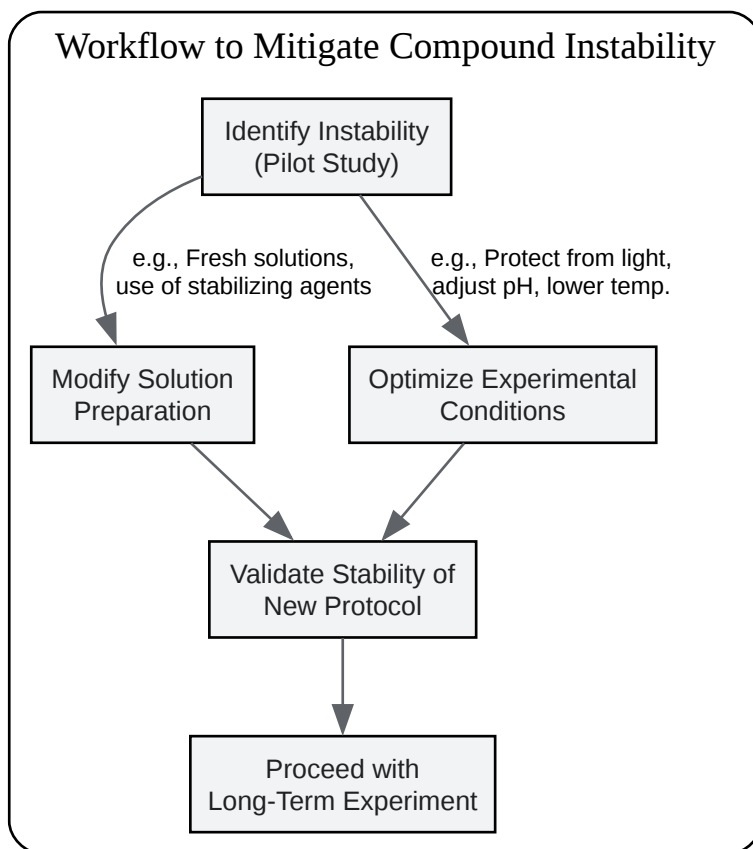 Workflow to Mitigate Compound Instability
Identify Instability
(Pilot Study)
e.g., Fresh solutions,
use of stabilizing agents
e.g., Protect from light,
adjust pH, lower temp.
Modify Solution
Preparation
Optimize Experimental
Conditions
Validate Stability of
New Protocol
Proceed with
Long-Term Experiment